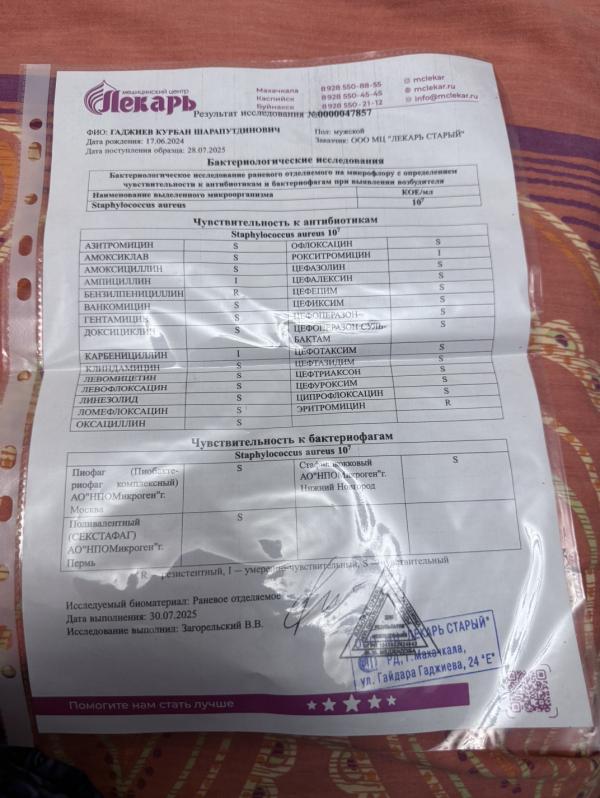 медицинский центр
Лекарь
Махачкала 8 928 550-88-55
Каспийск 8 928 550-45-45
Буйнакск 8 928 550-21-12
mclekar
mclekar.ru
info@mclekar.ru
Результат исследования №0000047857
ФИО: ГАДЖИЕВ КУРБАН ШАРАПУТДИНОВИЧ
Пол: мужской
Дата рождения: 17.06.2024
Заказчик: ООО МЦ "ЛЕКАРЬ СТАРЫЙ"
Дата поступления образца: 28.07.2025
Бактериологические исследования
Бактериологическое исследование раневого отделяемого на микрофлору с определением
чувствительности к антибиотикам и бактериофагам при выявлении возбудителя
Наименование выделенного микроорганизма КОЕ/мл
Staphylococcus aureus 10⁷
Чувствительность к антибиотикам
Staphylococcus aureus 10⁷
АЗИТРОМИЦИН S ОФЛОКСАЦИН S
АМОКСИКЛАВ S РОКСИТРОМИЦИН I
АМОКСИЦИЛЛИН S ЦЕФАЗОЛИН S
АМПИЦИЛЛИН I ЦЕФАЛЕКСИН S
БЕНЗИЛПЕНИЦИЛЛИН R ЦЕФЕПИМ S
ВАНКОМИЦИН S ЦЕФИКСИМ S
ГЕНТАМИЦИН S ЦЕФОПЕРАЗОН S
ДОКСИЦИКЛИН S ЦЕФОПЕРАЗОН СУЛЬ- S
БАКТАМ
КАРБЕНИЦИЛЛИН I ЦЕФОТАКСИМ S
КЛИНДАМИЦИН S ЦЕФТАЗИДИМ S
ЛЕВОМИЦЕТИН S ЦЕФТРИАКСОН S
ЛЕВОФЛОКСАЦИН S ЦЕФУРОКСИМ S
ЛИНЕЗОЛИД S ЦИПРОФЛОКСАЦИН S
ЛОМЕФЛОКСАЦИН S ЭРИТРОМИЦИН R
ОКСАЦИЛЛИН S
Чувствительность к бактериофагам
Staphylococcus aureus 10⁷
Пиофаг (Пиобакте- S Стафилококковый S
риофаг комплексный) АО"НПОМикроген"г.
АО"НПОМикроген"г. Нижний Новгород
Москва
Поливалентный S
(СЕКСТАФАГ)
АО"НПОМикроген"г.
Пермь
R – резистентный, I — умеренно-чувствительный, S – чувствительный
Исследуемый биоматериал: Раневое отделяемое
Дата выполнения: 30.07.2025
Исследование выполнил: Загорельский В.В.
"ЛЕКАРЬ СТАРЫЙ"
РД, г. Махачкала,
ул. Гайдара Гаджиева, 24 "Е"
Помогите нам стать лучше